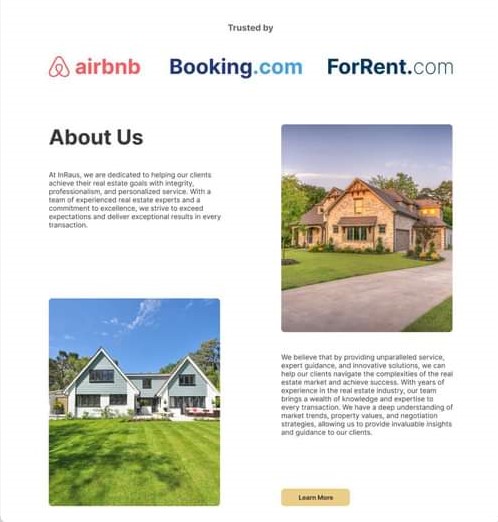 Trusted by
airbnb
Booking.com
ForRent.com
About Us
At InRaus, we are dedicated to helping our clients
achieve their real estate goals with integrity,
professionalism, and personalized service. With a
team of experienced real estate experts and a
commitment to excellence, we strive to exceed
expectations and deliver exceptional results in every
transaction.
We believe that by providing unparalleled service,
expert guidance, and innovative solutions, we can
help our clients navigate the complexities of the real
estate market and achieve success. With years of
experience in the real estate industry, our team
brings a wealth of knowledge and expertise to
every transaction. We have a deep understanding of
market trends, property values, and negotiation
strategies, allowing us to provide invaluable insights
and guidance to our clients.
Learn More